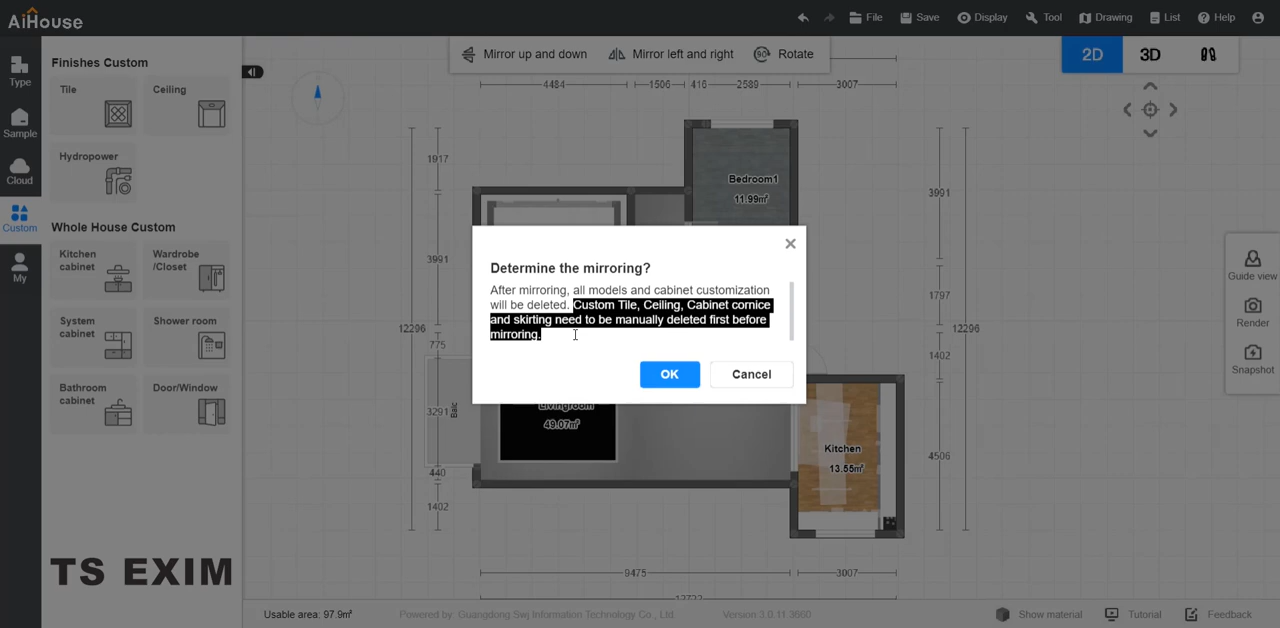 AiHouse
File
Save
Display
Tool
Drawing
List
Help
Mirror up and down
Mirror left and right
90°
Rotate
2D
3D
Type
Sample
Cloud
Custom
My
Finishes Custom
Tile
Ceiling
Hydropower
Whole House Custom
Kitchen
cabinet
Wardrobe
/Closet
System
cabinet
Shower room
Bathroom
cabinet
Door/Window
TS EXIM
4484
1506
416
2589
3007
1917
3991
12296
775
3291
440
1402
Balc
Bedroom1
11.99㎡
Determine the mirroring?
After mirroring, all models and cabinet customization
will be deleted. Custom Tile, Ceiling, Cabinet cornice
and skirting need to be manually deleted first before
mirroring.
OK
Cancel
Livingroom
49.07㎡
Kitchen
13.55㎡
3991
1797
12296
1402
4506
9475
3007
Guide view
Render
Snapshot
Usable area: 97.9㎡
Powered by: Guangdong Swj Information Technology Co., Ltd
Version 3.0.11.3860
Show material
Tutorial
Feedback